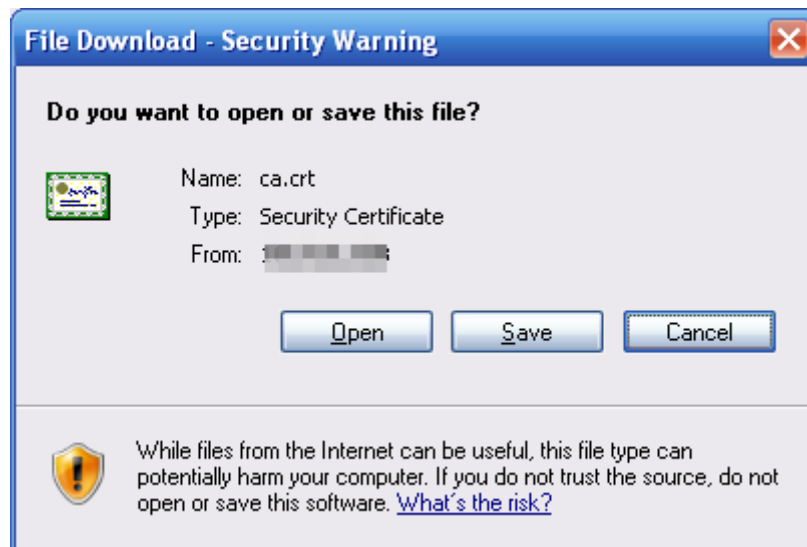 File Download - Security Warning
Do you want to open or save this file?
Name: ca.crt
Type: Security Certificate
From:
Open Save Cancel
While files from the Internet can be useful, this file type can
potentially harm your computer. If you do not trust the source, do not
open or save this software. What's the risk?